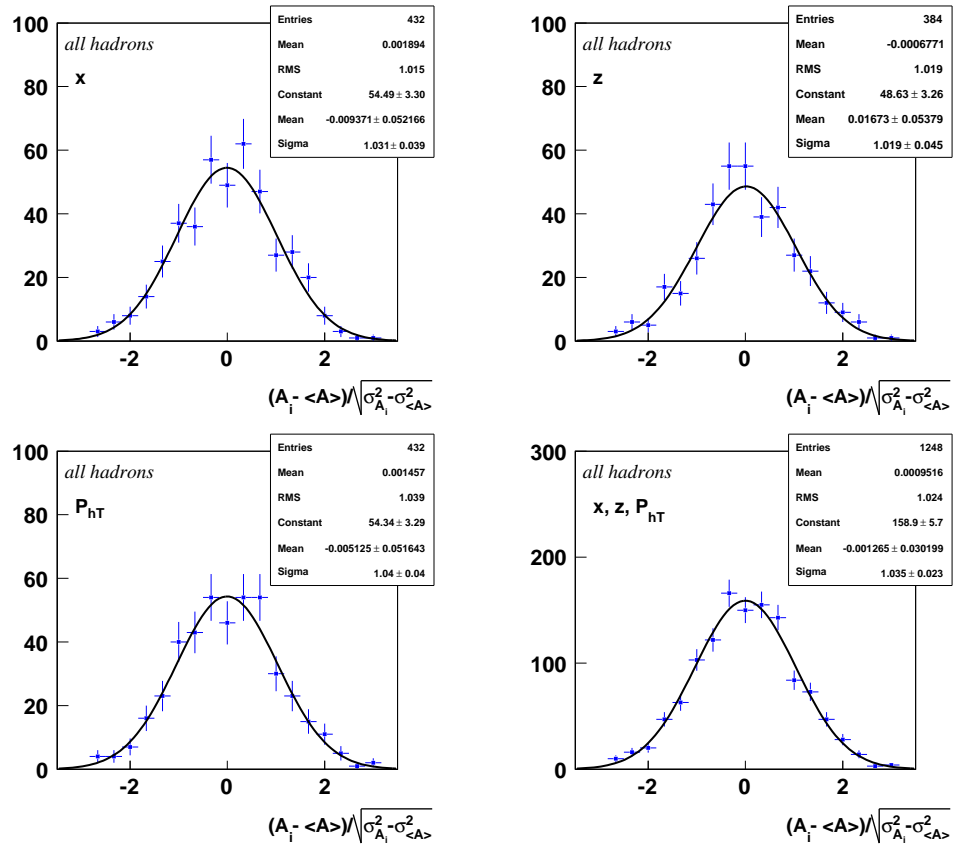 all hadrons
x
Entries 432
Mean 0.001894
RMS 1.015
Constant 54.49 ± 3.30
Mean -0.009371 ± 0.052166
Sigma 1.031 ± 0.039
100
80
60
40
20
0
-2 0 2
(A_i- <A>)/√σ²_{A_i}-σ²_{<A>}
all hadrons
z
Entries 384
Mean -0.0006771
RMS 1.019
Constant 48.63 ± 3.26
Mean 0.01673 ± 0.05379
Sigma 1.019 ± 0.045
100
80
60
40
20
0
-2 0 2
(A_i- <A>)/√σ²_{A_i}-σ²_{<A>}
all hadrons
P_hT
Entries 432
Mean 0.001457
RMS 1.039
Constant 54.34 ± 3.29
Mean -0.005125 ± 0.051643
Sigma 1.04 ± 0.04
100
80
60
40
20
0
-2 0 2
(A_i- <A>)/√σ²_{A_i}-σ²_{<A>}
all hadrons
x, z, P_hT
Entries 1248
Mean 0.0009516
RMS 1.024
Constant 158.9 ± 5.7
Mean -0.001265 ± 0.030199
Sigma 1.035 ± 0.023
300
200
100
0
-2 0 2
(A_i- <A>)/√σ²_{A_i}-σ²_{<A>}